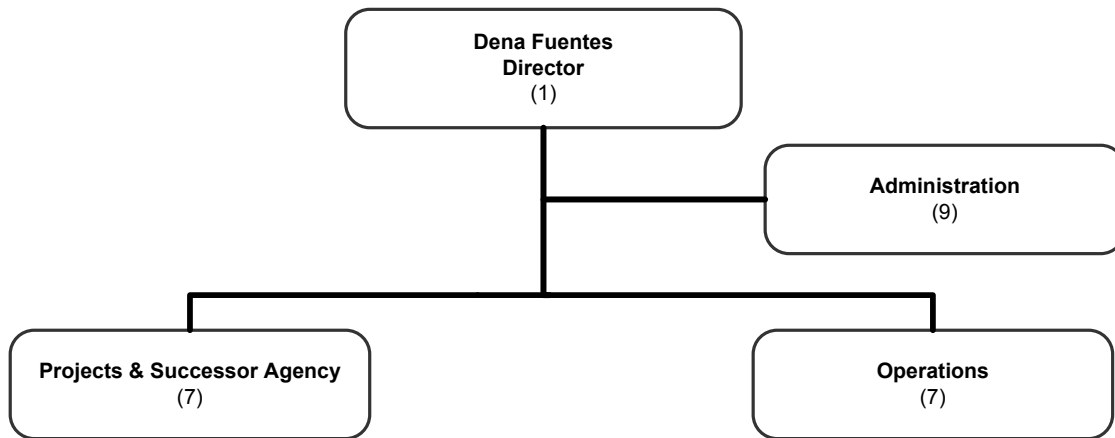 Dena Fuentes
Director
(1)
Administration
(9)
Projects & Successor Agency
(7)
Operations
(7)